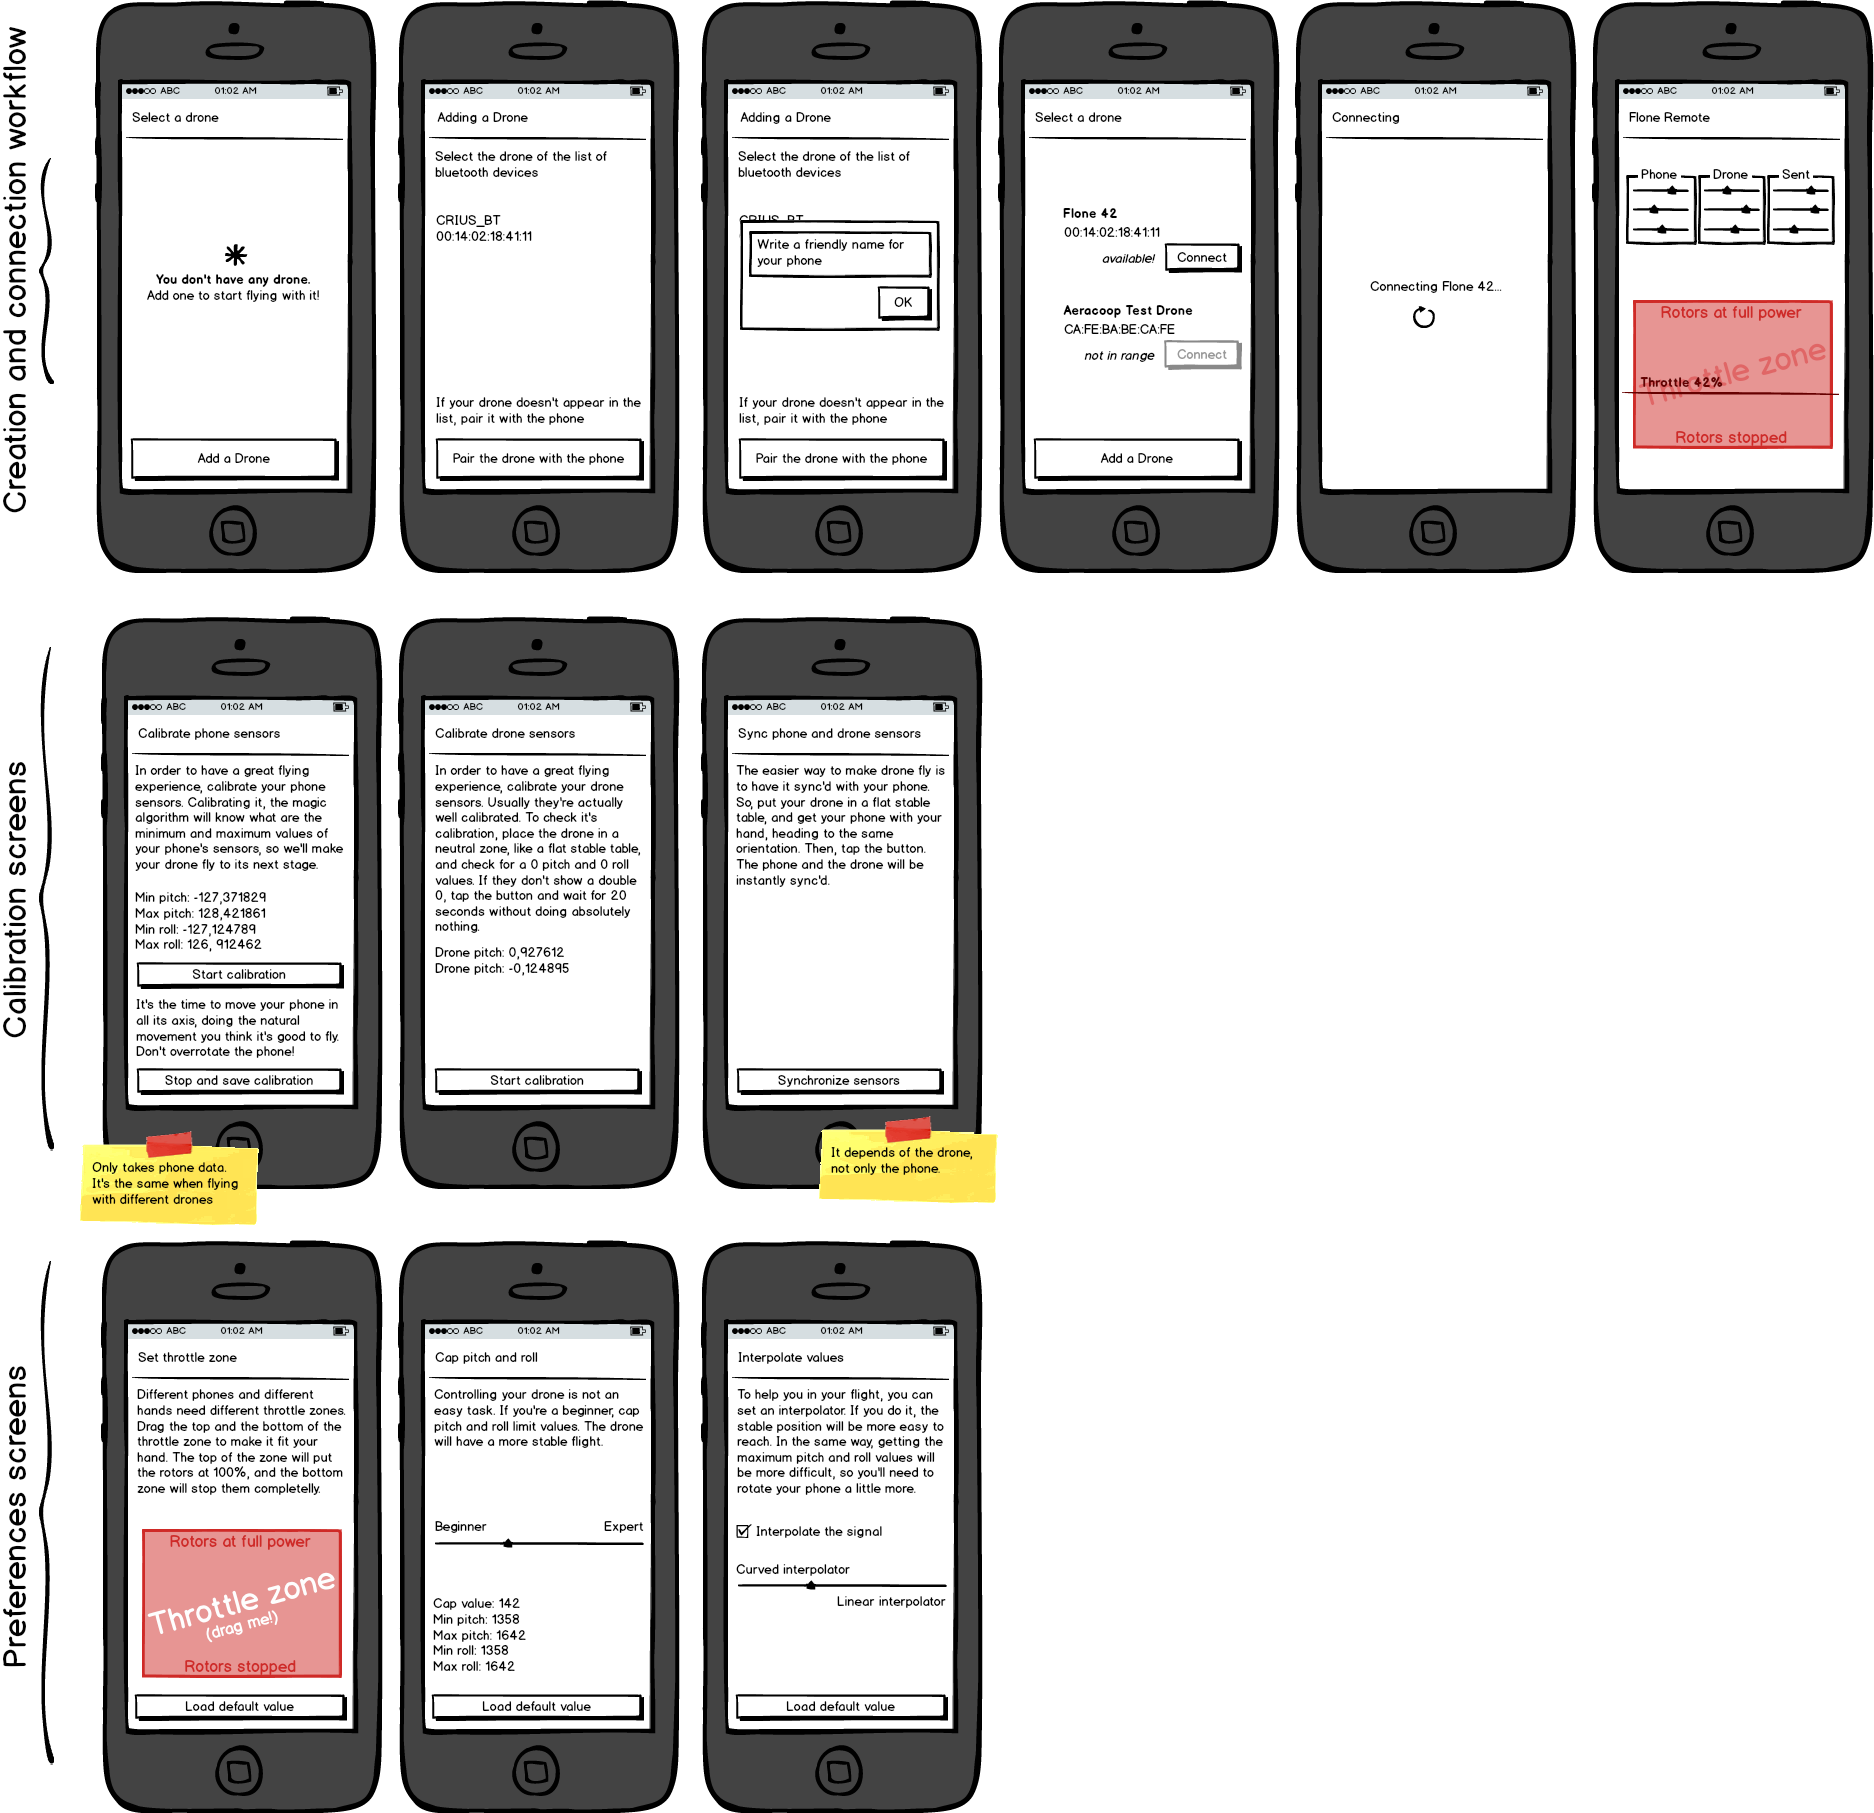 Creation and connection workflow
ABC 01:02 AM
Select a drone
You don't have any drone.
Add one to start flying with it!
Add a Drone
ABC 01:02 AM
Adding a Drone
Select the drone of the list of
bluetooth devices
CRIUS_BT
00:14:02:18:41:11
If your drone doesn't appear in the
list, pair it with the phone
Pair the drone with the phone
ABC 01:02 AM
Adding a Drone
Select the drone of the list of
bluetooth devices
CRIUS_BT
Write a friendly name for
your phone
OK
If your drone doesn't appear in the
list, pair it with the phone
Pair the drone with the phone
ABC 01:02 AM
Select a drone
Flone 42
00:14:02:18:41:11
available! Connect
Aeracoop Test Drone
CA:FE:BA:BE:CA:FE
not in range Connect
Add a Drone
ABC 01:02 AM
Connecting
Connecting Flone 42...
ABC 01:02 AM
Flone Remote
Phone Drone Sent
Rotors at full power
Throttle zone
Throttle 42%
Rotors stopped
Calibration screens
ABC 01:02 AM
Calibrate phone sensors
In order to have a great flying
experience, calibrate your phone
sensors. Calibrating it, the magic
algorithm will know what are the
minimum and maximum values of
your phone's sensors, so we'll make
your drone fly to its next stage.
Min pitch: -127,371829
Max pitch: 128,421861
Min roll: -127,124789
Max roll: 126, 912462
Start calibration
It's the time to move your phone in
all its axis, doing the natural
movement you think it's good to fly.
Don't overrotate the phone!
Stop and save calibration
Only takes phone data.
It's the same when flying
with different drones
ABC 01:02 AM
Calibrate drone sensors
In order to have a great flying
experience, calibrate your drone
sensors. Usually they're actually
well calibrated. To check it's
calibration, place the drone in a
neutral zone, like a flat stable table,
and check for a 0 pitch and 0 roll
values. If they don't show a double
0, tap the button and wait for 20
seconds without doing absolutely
nothing.
Drone pitch: 0,927612
Drone pitch: -0,124895
Start calibration
ABC 01:02 AM
Sync phone and drone sensors
The easier way to make drone fly is
to have it sync'd with your phone.
So, put your drone in a flat stable
table, and get your phone with your
hand, heading to the same
orientation. Then, tap the button.
The phone and the drone will be
instantly sync'd.
Synchronize sensors
It depends of the drone,
not only the phone.
Preferences screens
ABC 01:02 AM
Set throttle zone
Different phones and different
hands need different throttle zones.
Drag the top and the bottom of the
throttle zone to make it fit your
hand. The top of the zone will put
the rotors at 100%, and the bottom
zone will stop them completelly.
Rotors at full power
Throttle zone
(drag me!)
Rotors stopped
Load default value
ABC 01:02 AM
Cap pitch and roll
Controlling your drone is not an
easy task. If you're a beginner, cap
pitch and roll limit values. The drone
will have a more stable flight.
Beginner Expert
Cap value: 142
Min pitch: 1358
Max pitch: 1642
Min roll: 1358
Max roll: 1642
Load default value
ABC 01:02 AM
Interpolate values
To help you in your flight, you can
set an interpolator. If you do it, the
stable position will be more easy to
reach. In the same way, getting the
maximum pitch and roll values will
be more difficult, so you'll need to
rotate your phone a little more.
Interpolate the signal
Curved interpolator
Linear interpolator
Load default value